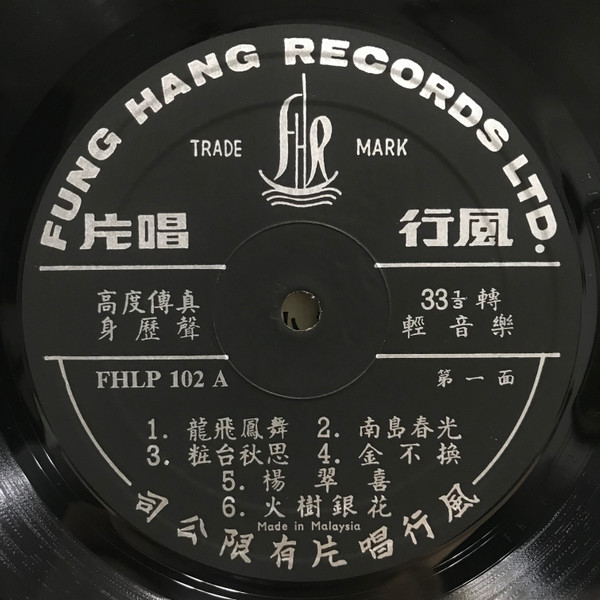 FUNG HANG RECORDS LTD.
TRADE FHR MARK
片唱 行風
高度傳真 33⅓ 轉
身歷聲 輕音樂
FHLP 102 A 第一面
1. 龍飛鳳舞 2. 南島春光
3. 粧台秋思 4. 金不換
5. 楊翠喜
6. 火樹銀花
Made in Malaysia
司公限有片唱行風